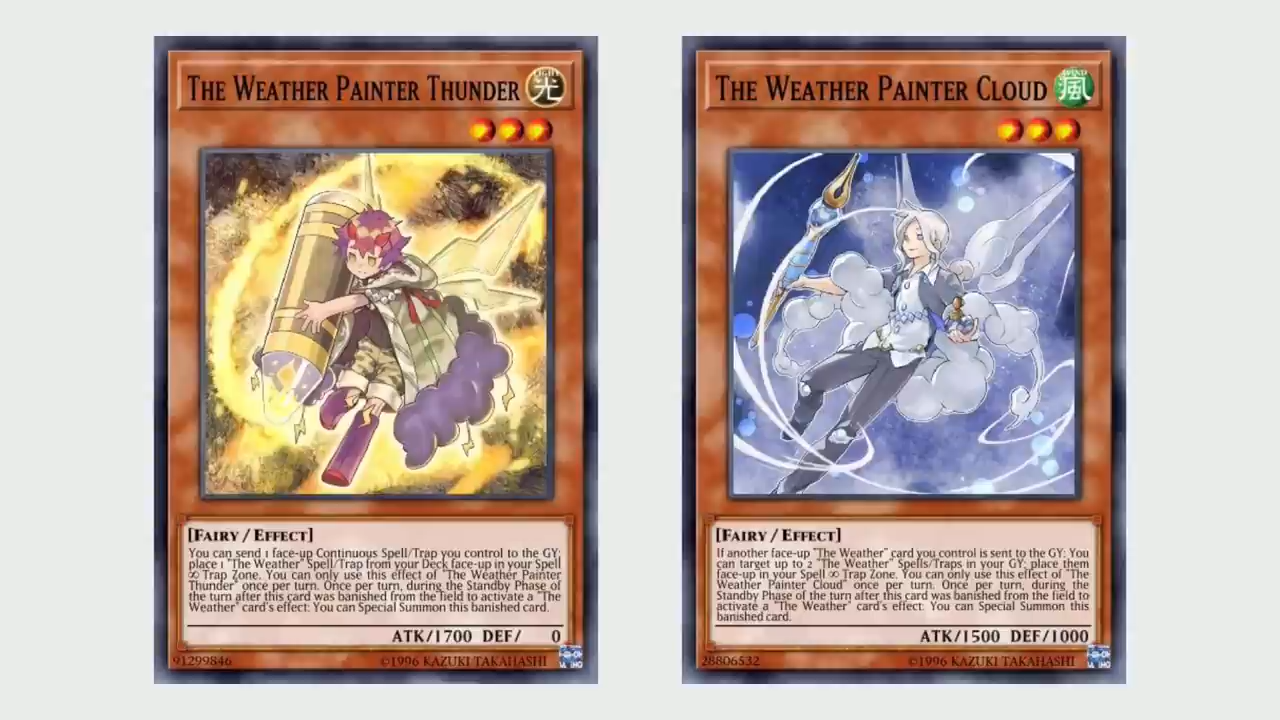 THE WEATHER PAINTER THUNDER
LIGHT
光
[FAIRY / EFFECT]
You can send 1 face-up Continuous Spell/Trap you control to the GY;
place 1 "The Weather" Spell/Trap from your Deck face-up in your Spell
& Trap Zone. You can only use this effect of "The Weather Painter
Thunder" once per turn. Once per turn, during the Standby Phase of
the turn after this card was banished from the field to activate a "The
Weather" card's effect: You can Special Summon this banished card.
ATK/1700 DEF/ 0
91299846
©1996 KAZUKI TAKAHASHI
THE WEATHER PAINTER CLOUD
WIND
風
[FAIRY / EFFECT]
If another face-up "The Weather" card you control is sent to the GY: You
can target up to 2 "The Weather" Spells/Traps in your GY; place them
face-up in your Spell & Trap Zone. You can only use this effect of "The
Weather Painter Cloud" once per turn. Once per turn, during the
Standby Phase of the turn after this card was banished from the field to
activate a "The Weather" card's effect: You can Special Summon this
banished card.
ATK/1500 DEF/1000
28806532
©1996 KAZUKI TAKAHASHI